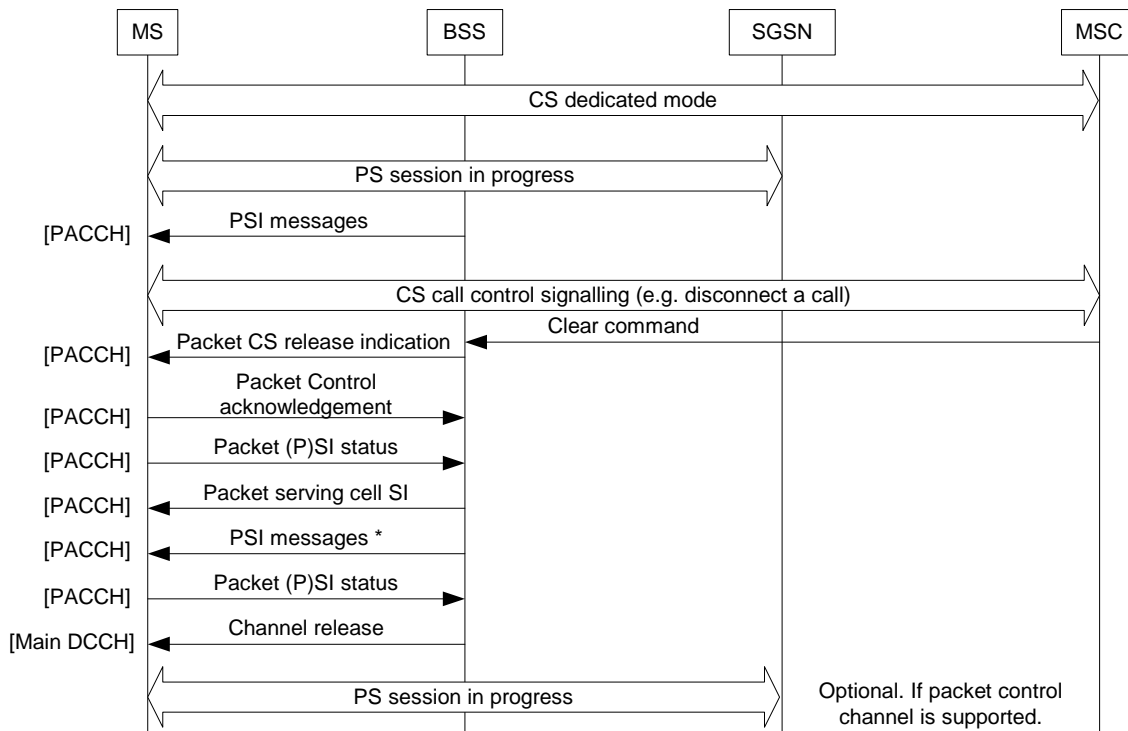 MS
BSS
SGSN
MSC
CS dedicated mode
PS session in progress
[PACCH]
PSI messages
CS call control signalling (e.g. disconnect a call)
Clear command
[PACCH]
Packet CS release indication
[PACCH]
Packet Control
acknowledgement
[PACCH]
Packet (P)SI status
[PACCH]
Packet serving cell SI
[PACCH]
PSI messages *
[PACCH]
Packet (P)SI status
[Main DCCH]
Channel release
PS session in progress
Optional. If packet control
channel is supported.